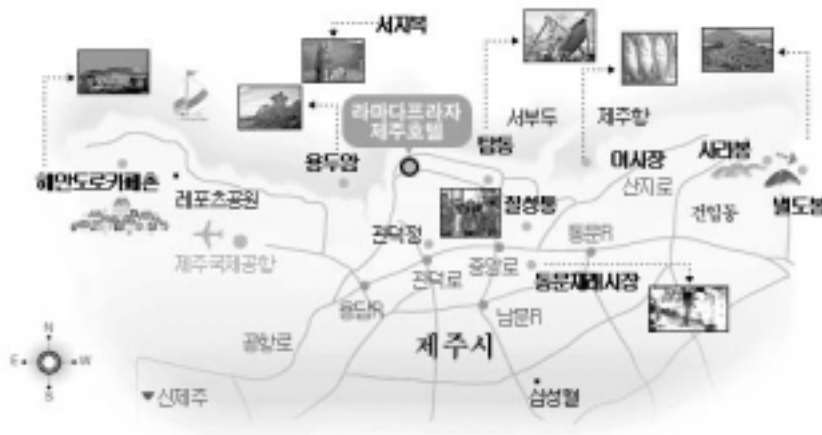 서자복
라마다프라자
제주호텔
서부두
제주항
탑동
용두암
어시장
사라봉
해안도로카페촌
레포츠공원
산지로
별도봉
칠성통
건입동
관덕정
동문R
제주국제공항
관덕로
중앙로
동문재래시장
용담R
남문R
공항로
제주시
N
E
W
S
신제주
삼성혈